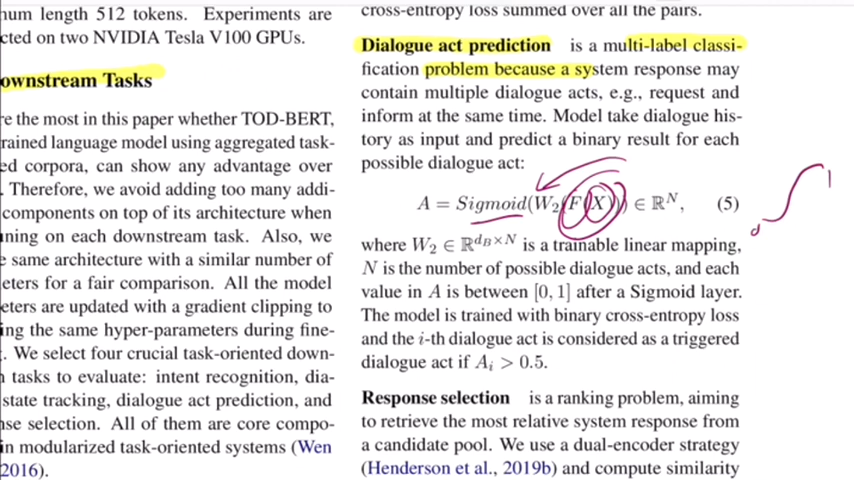 num length 512 tokens. Experiments are
cted on two NVIDIA Tesla V100 GPUs.
ownstream Tasks
re the most in this paper whether TOD-BERT,
rained language model using aggregated task-
ed corpora, can show any advantage over
. Therefore, we avoid adding too many addi-
components on top of its architecture when
ning on each downstream task. Also, we
e same architecture with a similar number of
eters for a fair comparison. All the model
eters are updated with a gradient clipping to
ing the same hyper-parameters during fine-
. We select four crucial task-oriented down-
n tasks to evaluate: intent recognition, dia-
state tracking, dialogue act prediction, and
nse selection. All of them are core compo-
in modularized task-oriented systems (Wen
2016).
cross-entropy loss summed over all the pairs.
Dialogue act prediction is a multi-label classi-
fication problem because a system response may
contain multiple dialogue acts, e.g., request and
inform at the same time. Model take dialogue his-
tory as input and predict a binary result for each
possible dialogue act:
A = Sigmoid(W₂(F(X))) ∈ ℝᴺ, (5)
where W₂ ∈ ℝ^{d_B×N} is a trainable linear mapping,
N is the number of possible dialogue acts, and each
value in A is between [0, 1] after a Sigmoid layer.
The model is trained with binary cross-entropy loss
and the i-th dialogue act is considered as a triggered
dialogue act if Aᵢ > 0.5.
Response selection is a ranking problem, aiming
to retrieve the most relative system response from
a candidate pool. We use a dual-encoder strategy
(Henderson et al., 2019b) and compute similarity